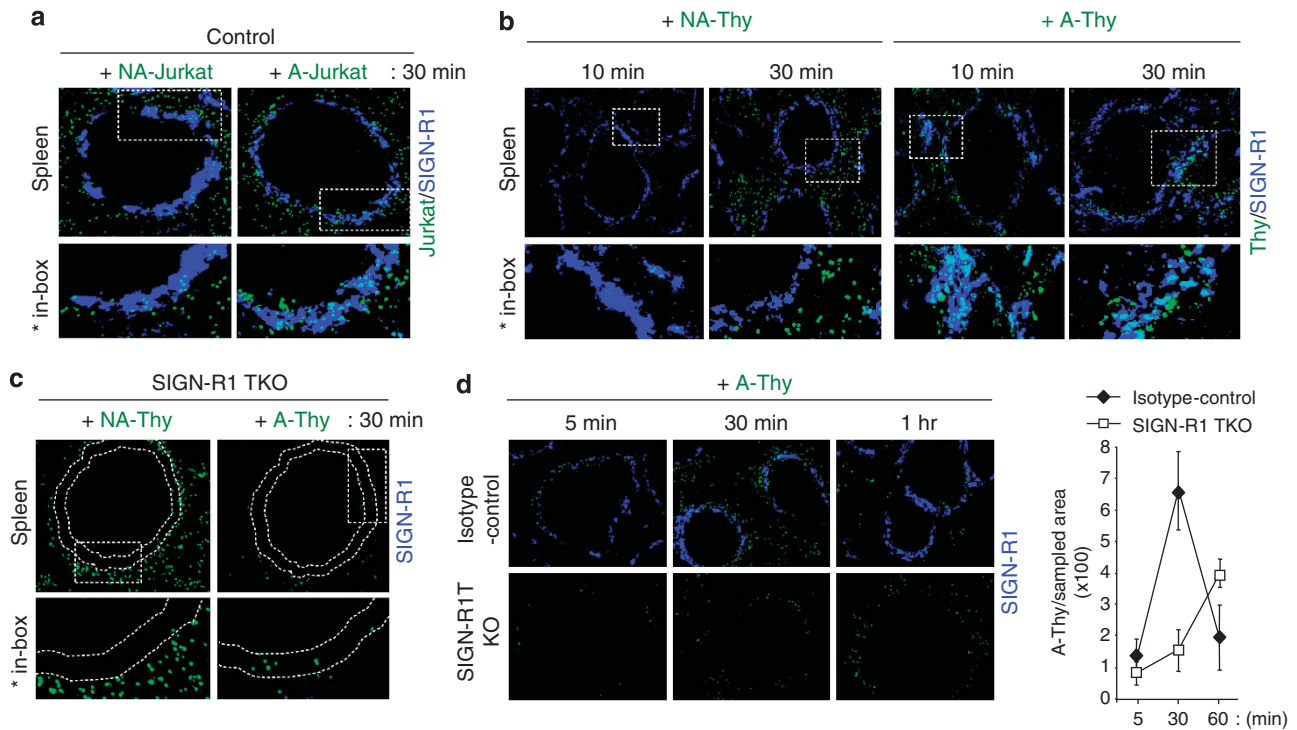 a
Control
+ NA-Jurkat
+ A-Jurkat
: 30 min
Spleen
* in-box
Jurkat/SIGN-R1
b
+ NA-Thy
+ A-Thy
10 min
30 min
10 min
30 min
Spleen
* in-box
Thy/SIGN-R1
c
SIGN-R1 TKO
+ NA-Thy
+ A-Thy
: 30 min
Spleen
* in-box
SIGN-R1
d
+ A-Thy
5 min
30 min
1 hr
Isotype
-control
SIGN-R1T
KO
SIGN-R1
Isotype-control
SIGN-R1 TKO
A-Thy/sampled area
(x100)
8
7
6
5
4
3
2
1
0
5 30 60 : (min)